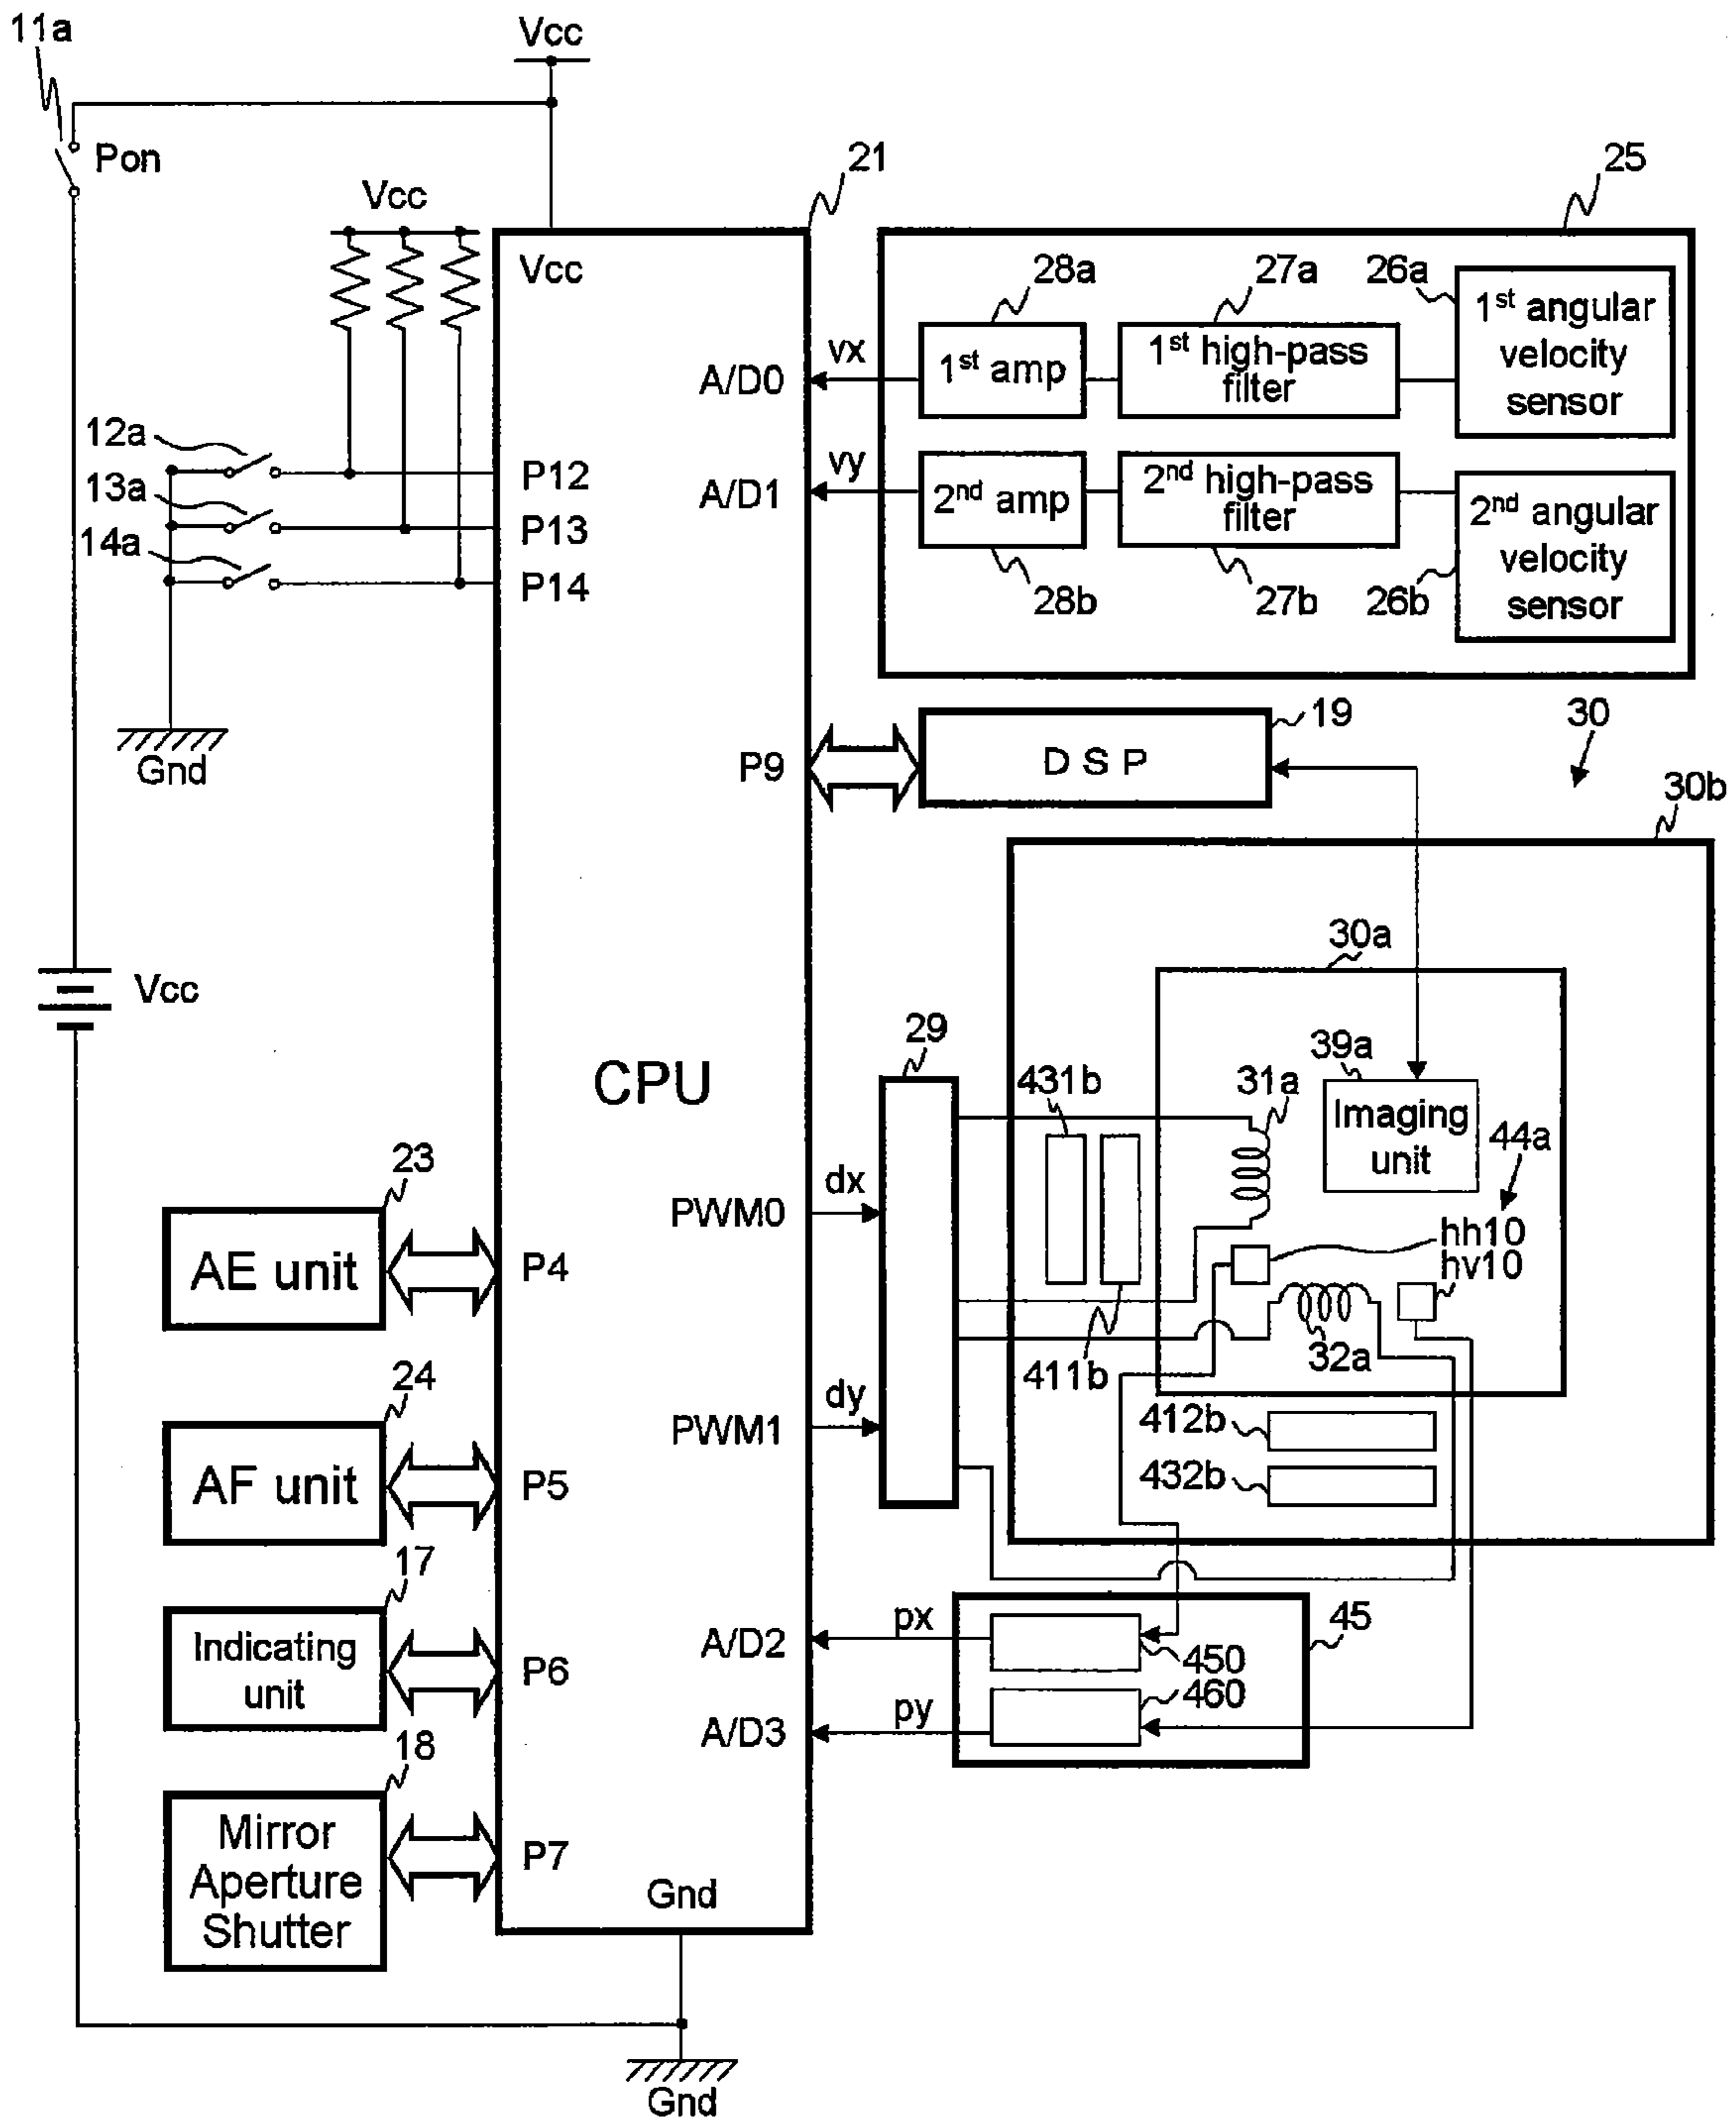 11a
Vcc
Pon
Vcc
21
25
Vcc
28a
27a
26a
1st angular
velocity
sensor
vx
1st amp
1st high-pass
filter
A/D0
12a
P12
13a
P13
14a
P14
vy
A/D1
2nd amp
2nd high-pass
filter
2nd angular
velocity
sensor
28b
27b
26b
Gnd
19
P9
D S P
30
30b
Vcc
30a
CPU
29
431b
31a
39a
Imaging
unit
44a
hh10
hv10
23
AE unit
P4
PWM0
dx
411b
32a
24
AF unit
P5
PWM1
dy
412b
432b
17
Indicating
unit
P6
A/D2
px
450
45
460
A/D3
py
18
Mirror
Aperture
Shutter
P7
Gnd
Gnd